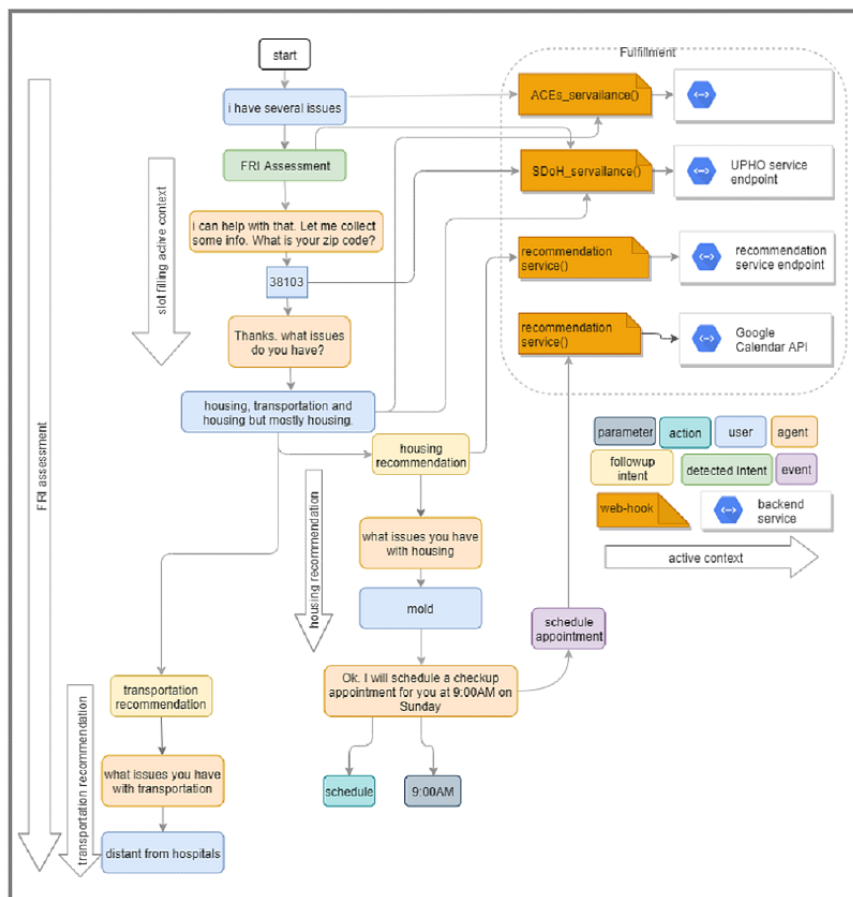 start
i have several issues
FRI Assessment
i can help with that. Let me collect
some info. What is your zip code?
38103
Thanks. what issues
do you have?
housing, transportation and
housing but mostly housing.
housing
recommendation
what issues you have
with housing
mold
Ok. I will schedule a checkup
appointment for you at 9:00AM on
Sunday
schedule
9:00AM
schedule
appointment
transportation
recommendation
what issues you have
with transportation
distant from hospitals
FRI assessment
slot filling active context
housing recommendation
transportation recommendation
Fulfillment
ACEs_servailance()
SDoH_servailance()
UPHO service
endpoint
recommendation
service()
recommendation
service endpoint
recommendation
service()
Google
Calendar API
parameter
action
user
agent
followup
intent
detected Intent
event
web-hook
backend
service
active context